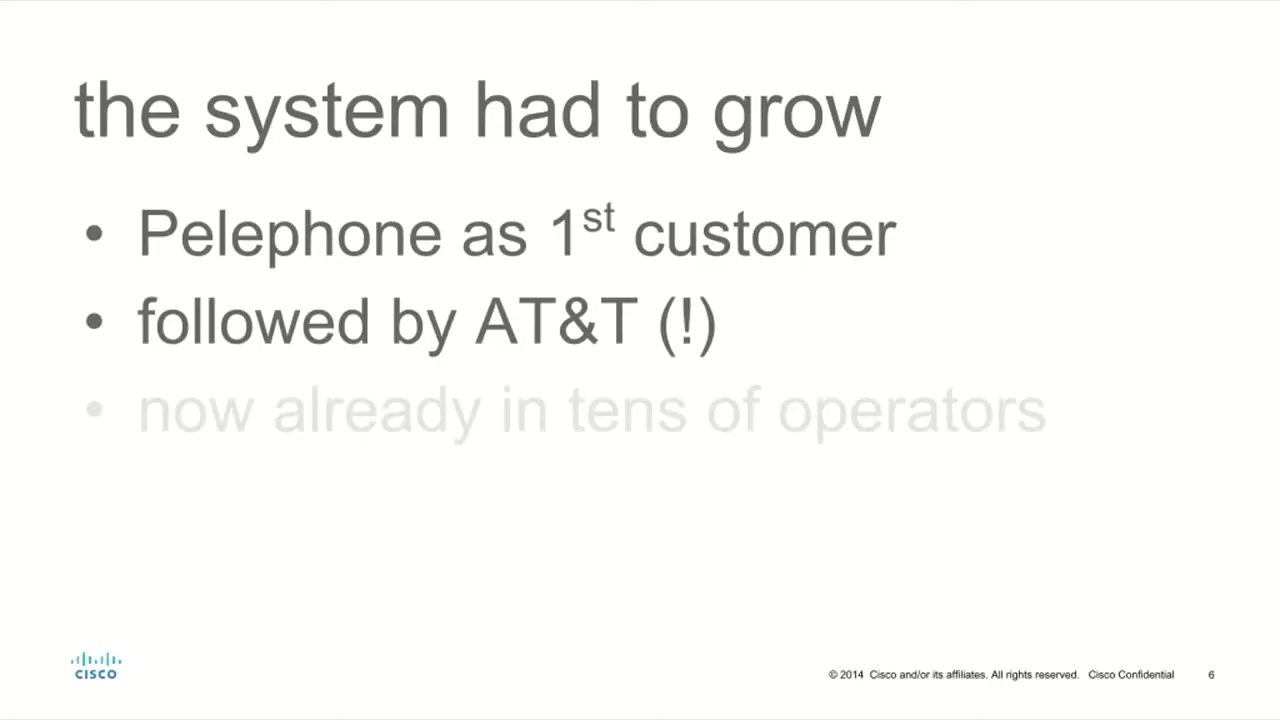 the system had to grow
• Pelephone as 1st customer
• followed by AT&T (!)
• now already in tens of operators
CISCO
© 2014 Cisco and/or its affiliates. All rights reserved. Cisco Confidential 6